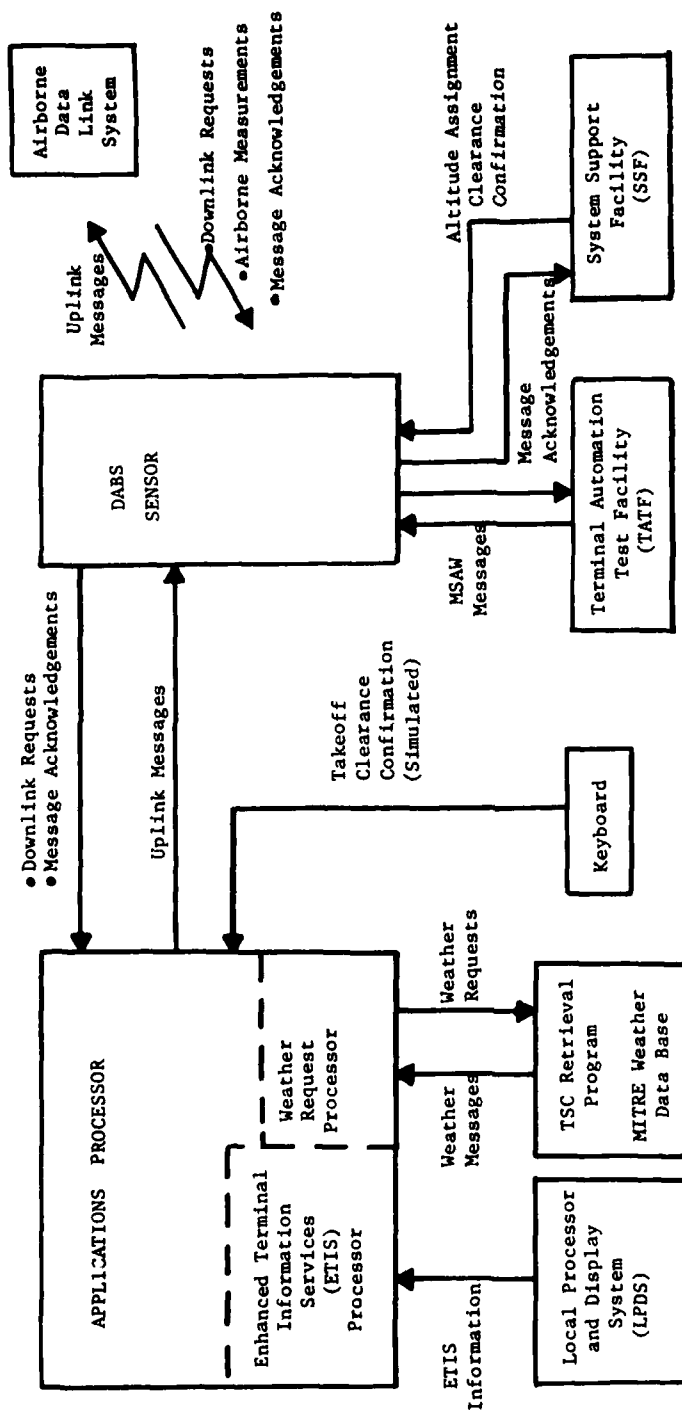 ● Downlink Requests
● Message Acknowledgements
Uplink Messages
APPLICATIONS PROCESSOR
Enhanced Terminal
Information
Services
(ETIS)
Processor
Weather
Request
Processor
ETIS
Information
Weather
Messages
Weather
Requests
Local Processor
and Display
System
(LPDS)
TSC Retrieval
Program
MITRE Weather
Data Base
Takeoff
Clearance
Confirmation
(Simulated)
Keyboard
DABS
SENSOR
Uplink
Messages
Airborne
Data
Link
System
● Downlink Requests
● Airborne Measurements
● Message Acknowledgements
MSAW
Messages
Message
Acknowledgements
Altitude Assignment
Clearance
Confirmation
Terminal Automation
Test Facility
(TATF)
System Support
Facility
(SSF)